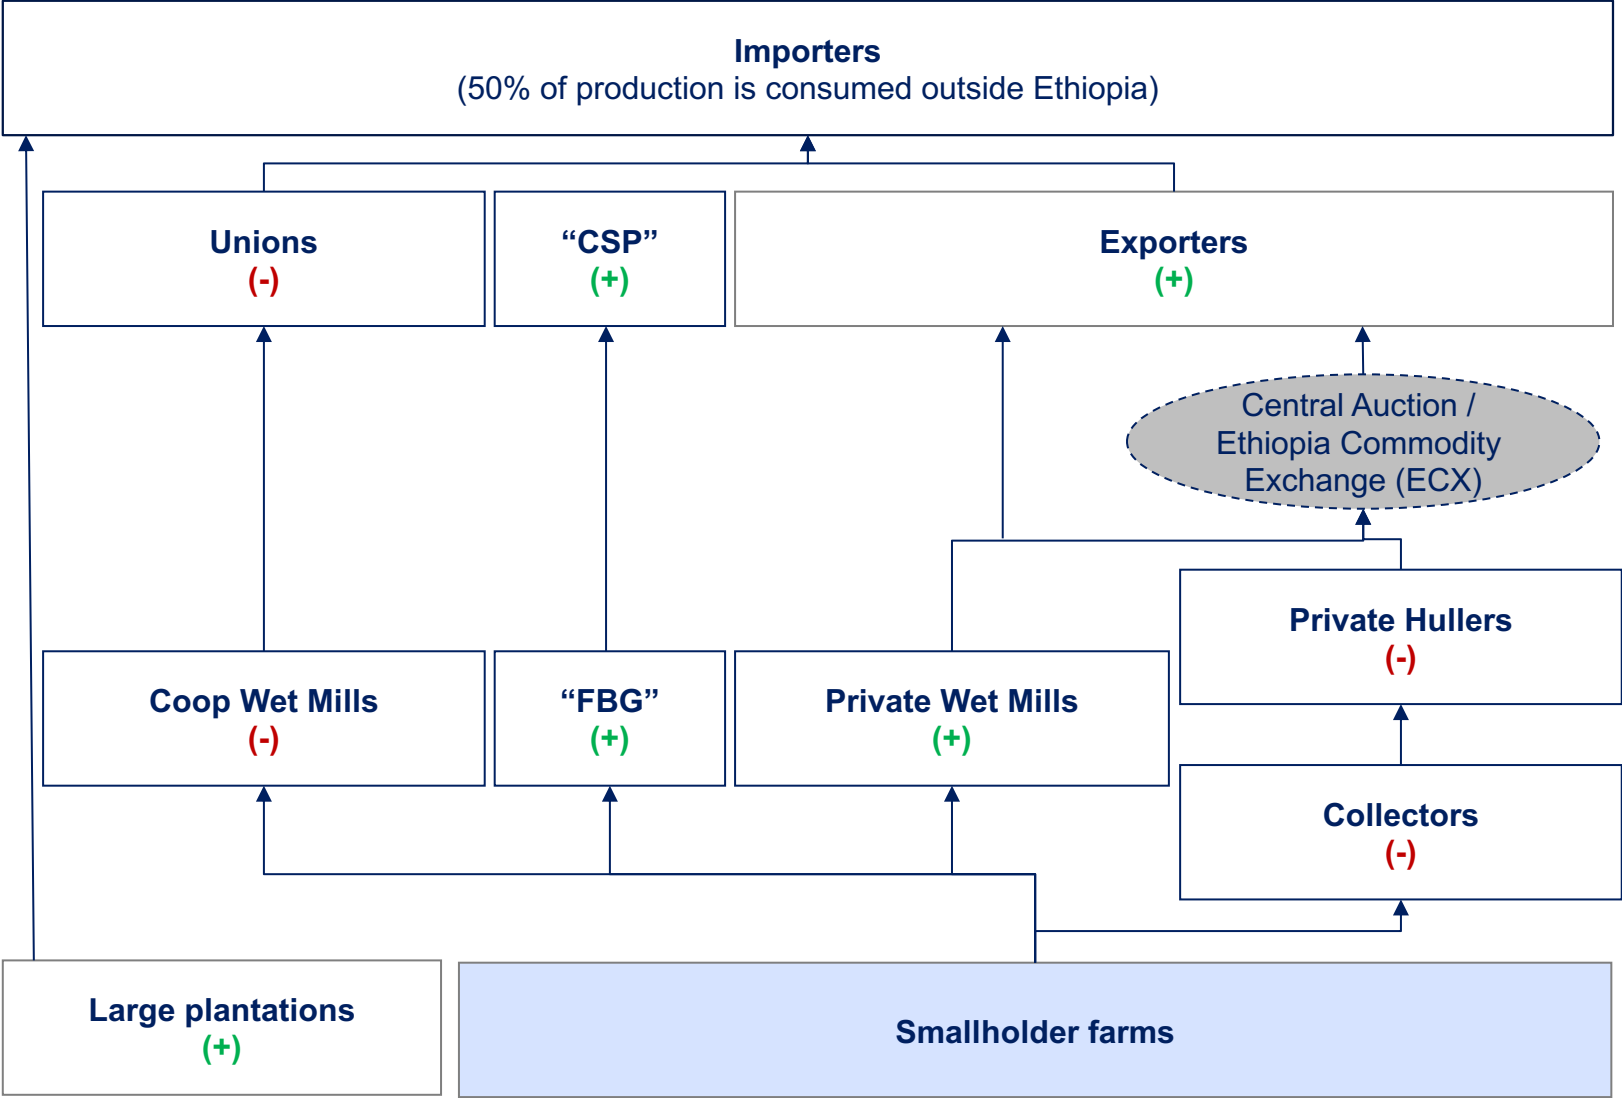 Importers
(50% of production is consumed outside Ethiopia)
Unions
(-)
“CSP”
(+)
Exporters
(+)
Central Auction /
Ethiopia Commodity
Exchange (ECX)
Private Hullers
(-)
Coop Wet Mills
(-)
“FBG”
(+)
Private Wet Mills
(+)
Collectors
(-)
Large plantations
(+)
Smallholder farms